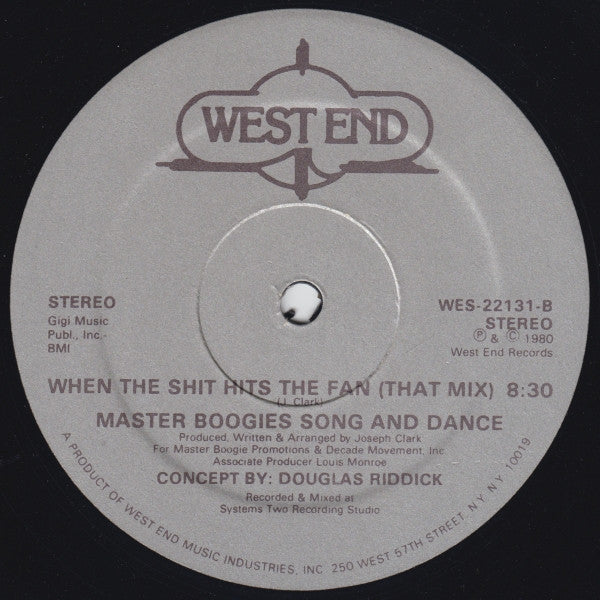 WEST END
STEREO
Gigi Music
Publ., Inc.-
BMI
WES-22131-B
STEREO
Ⓟ & © 1980
West End Records
WHEN THE SHIT HITS THE FAN (THAT MIX) 8:30
(J. Clark)
MASTER BOOGIES SONG AND DANCE
Produced, Written & Arranged by Joseph Clark
For Master Boogie Promotions & Decade Movement, Inc
Associate Producer Louis Monroe
CONCEPT BY: DOUGLAS RIDDICK
Recorded & Mixed at
Systems Two Recording Studio
A PRODUCT OF WEST END MUSIC INDUSTRIES, INC 250 WEST 57TH STREET, N.Y. N.Y. 10019